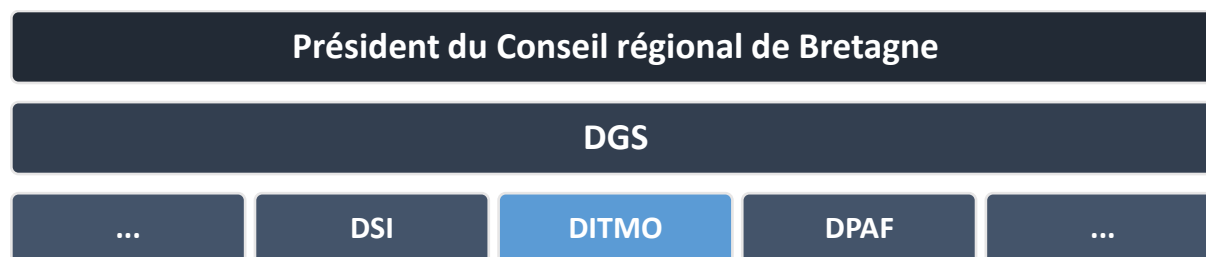 Président du Conseil régional de Bretagne
DGS
... DSI DITMO DPAF ...